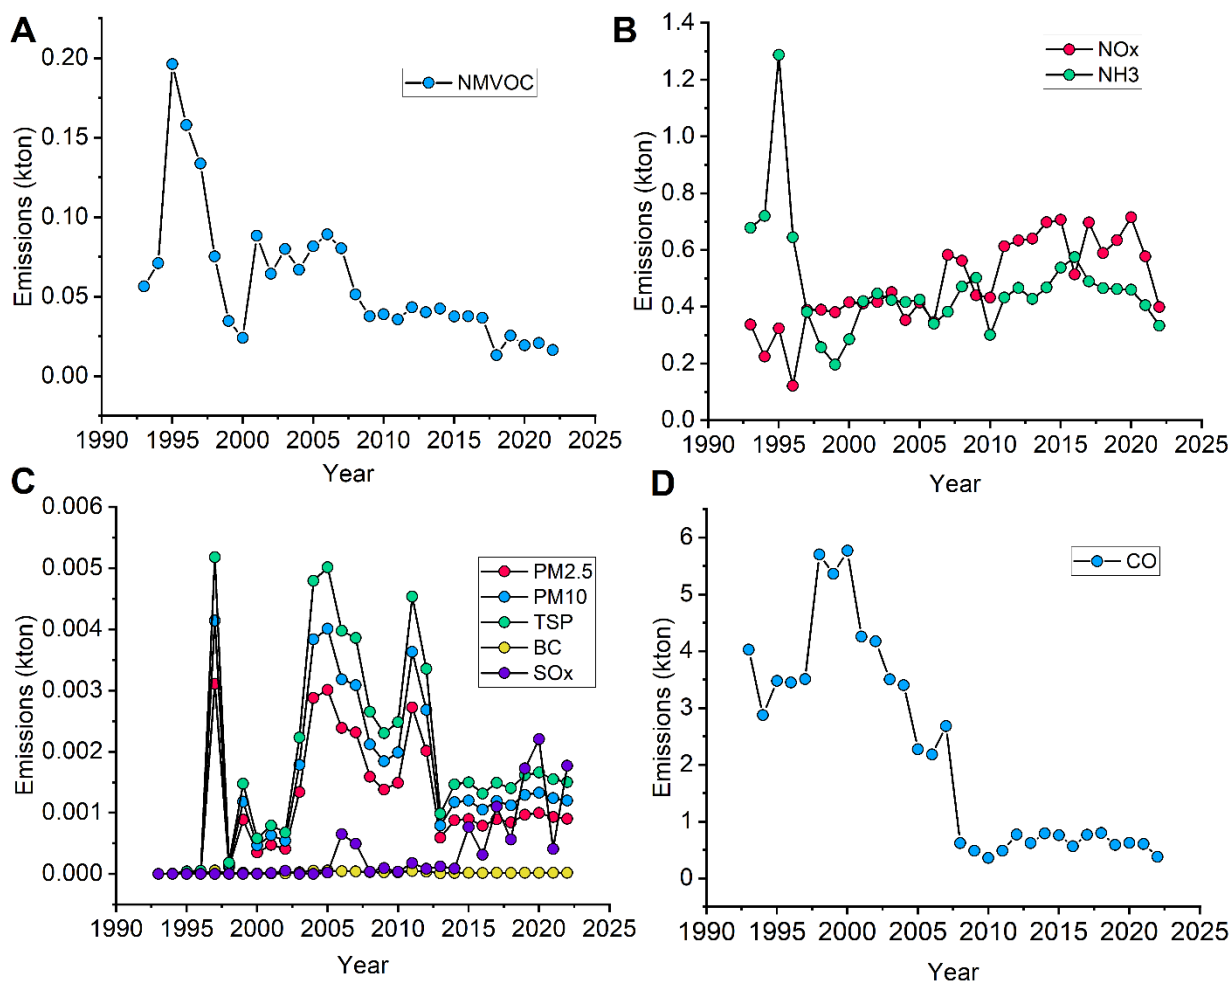 A
Emissions (kton)
0.20
0.15
0.10
0.05
0.00
NMVOC
1990 1995 2000 2005 2010 2015 2020 2025
Year
B
Emissions (kton)
1.4
1.2
1.0
0.8
0.6
0.4
0.2
0.0
NOx
NH3
1990 1995 2000 2005 2010 2015 2020 2025
Year
C
Emissions (kton)
0.006
0.005
0.004
0.003
0.002
0.001
0.000
PM2.5
PM10
TSP
BC
SOx
1990 1995 2000 2005 2010 2015 2020 2025
Year
D
Emissions (kton)
6
5
4
3
2
1
0
CO
1990 1995 2000 2005 2010 2015 2020 2025
Year